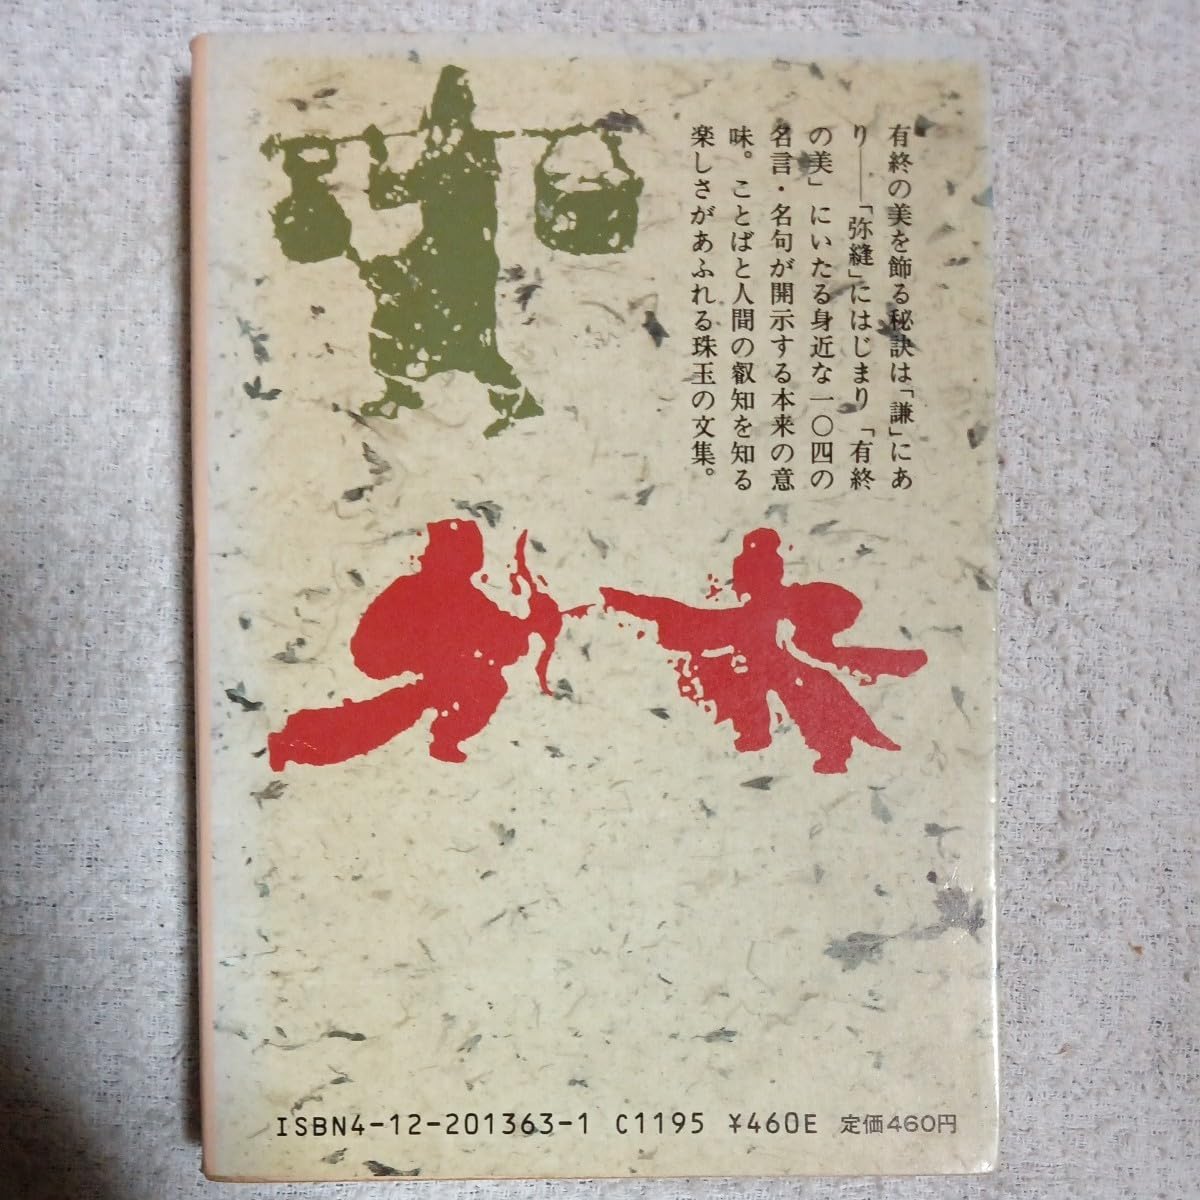 有終の美を飾る秘訣は「謙」にあ
り――「弥縫」にはじまり「有終
の美」にいたる身近な一〇四の
名言・名句が開示する本来の意
味。ことばと人間の叡知を知る
楽しさがあふれる珠玉の文集。
ISBN4-12-201363-1 C1195 ¥460E 定価460円